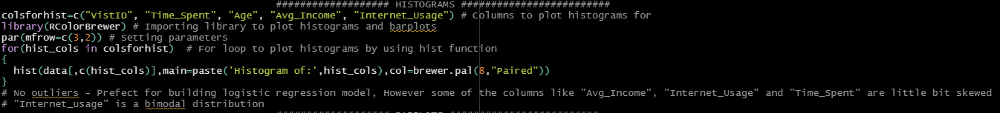 ################### HISTOGRAMS #########################
colsforhist=c("VistID", "Time_Spent", "Age", "Avg_Income", "Internet_Usage") # Columns to plot histograms for
library(RColorBrewer) # Importing library to plot histograms and barplots
par(mfrow=c(3,2)) # Setting parameters
for(hist_cols in colsforhist)  # For loop to plot histograms by using hist function
{
  hist(data[,c(hist_cols)],main=paste('Histogram of:',hist_cols),col=brewer.pal(8,"Paired"))
}
# No outliers - Prefect for building logistic regression model, However some of the columns like "Avg_Income", "Internet_Usage" and "Time_Spent" are little bit skewed
# "Internet_usage" is a bimodal distribution